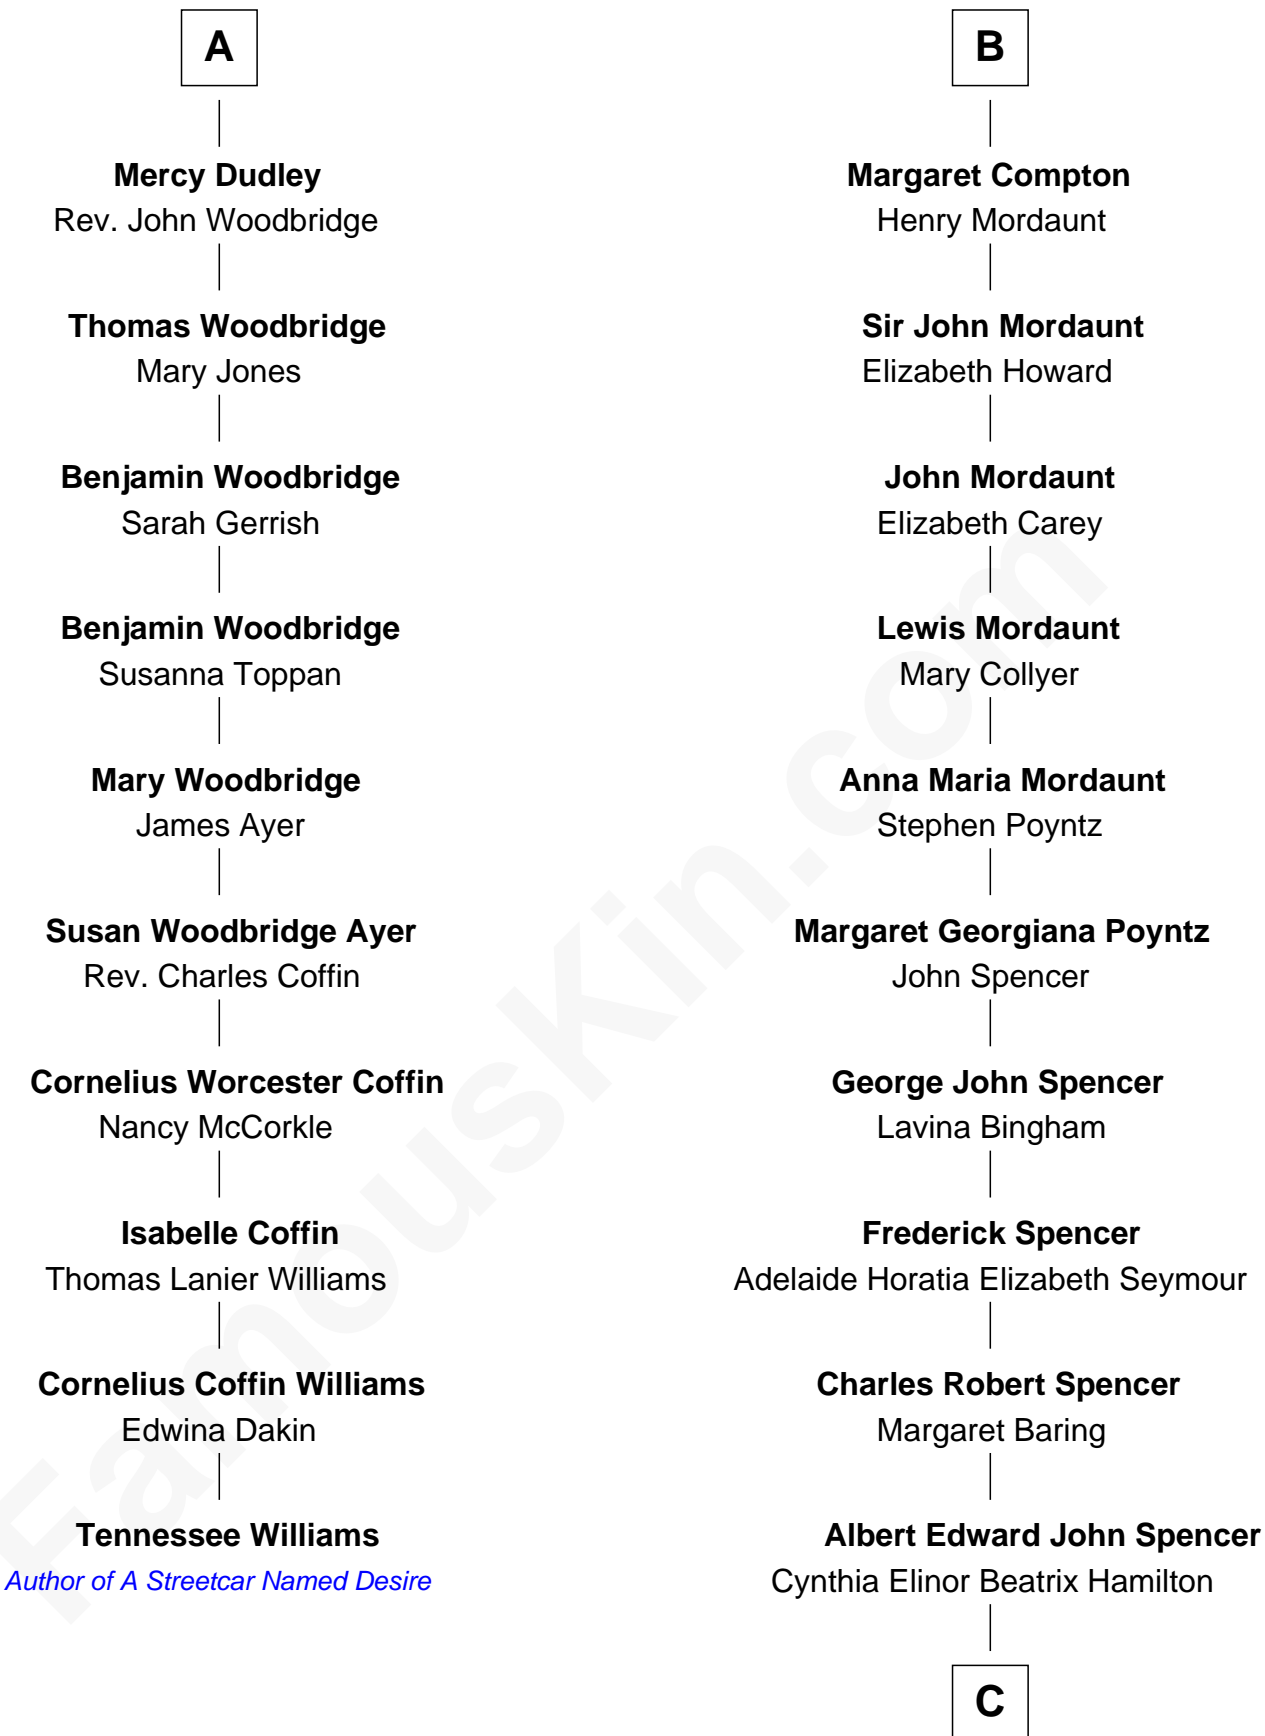 A
Mercy Dudley
Rev. John Woodbridge
Thomas Woodbridge
Mary Jones
Benjamin Woodbridge
Sarah Gerrish
Benjamin Woodbridge
Susanna Toppan
Mary Woodbridge
James Ayer
Susan Woodbridge Ayer
Rev. Charles Coffin
Cornelius Worcester Coffin
Nancy McCorkle
Isabelle Coffin
Thomas Lanier Williams
Cornelius Coffin Williams
Edwina Dakin
Tennessee Williams
Author of A Streetcar Named Desire
B
Margaret Compton
Henry Mordaunt
Sir John Mordaunt
Elizabeth Howard
John Mordaunt
Elizabeth Carey
Lewis Mordaunt
Mary Collyer
Anna Maria Mordaunt
Stephen Poyntz
Margaret Georgiana Poyntz
John Spencer
George John Spencer
Lavina Bingham
Frederick Spencer
Adelaide Horatia Elizabeth Seymour
Charles Robert Spencer
Margaret Baring
Albert Edward John Spencer
Cynthia Elinor Beatrix Hamilton
C
FamousKin.com